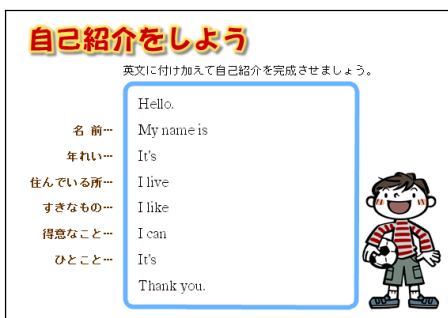 自己紹介をしよう
英文に付け加えて自己紹介を完成させましょう。
Hello.
名 前… My name is
年れい… It's
住んでいる所… I live
すきなもの… I like
得意なこと… I can
ひとこと… It's
Thank you.